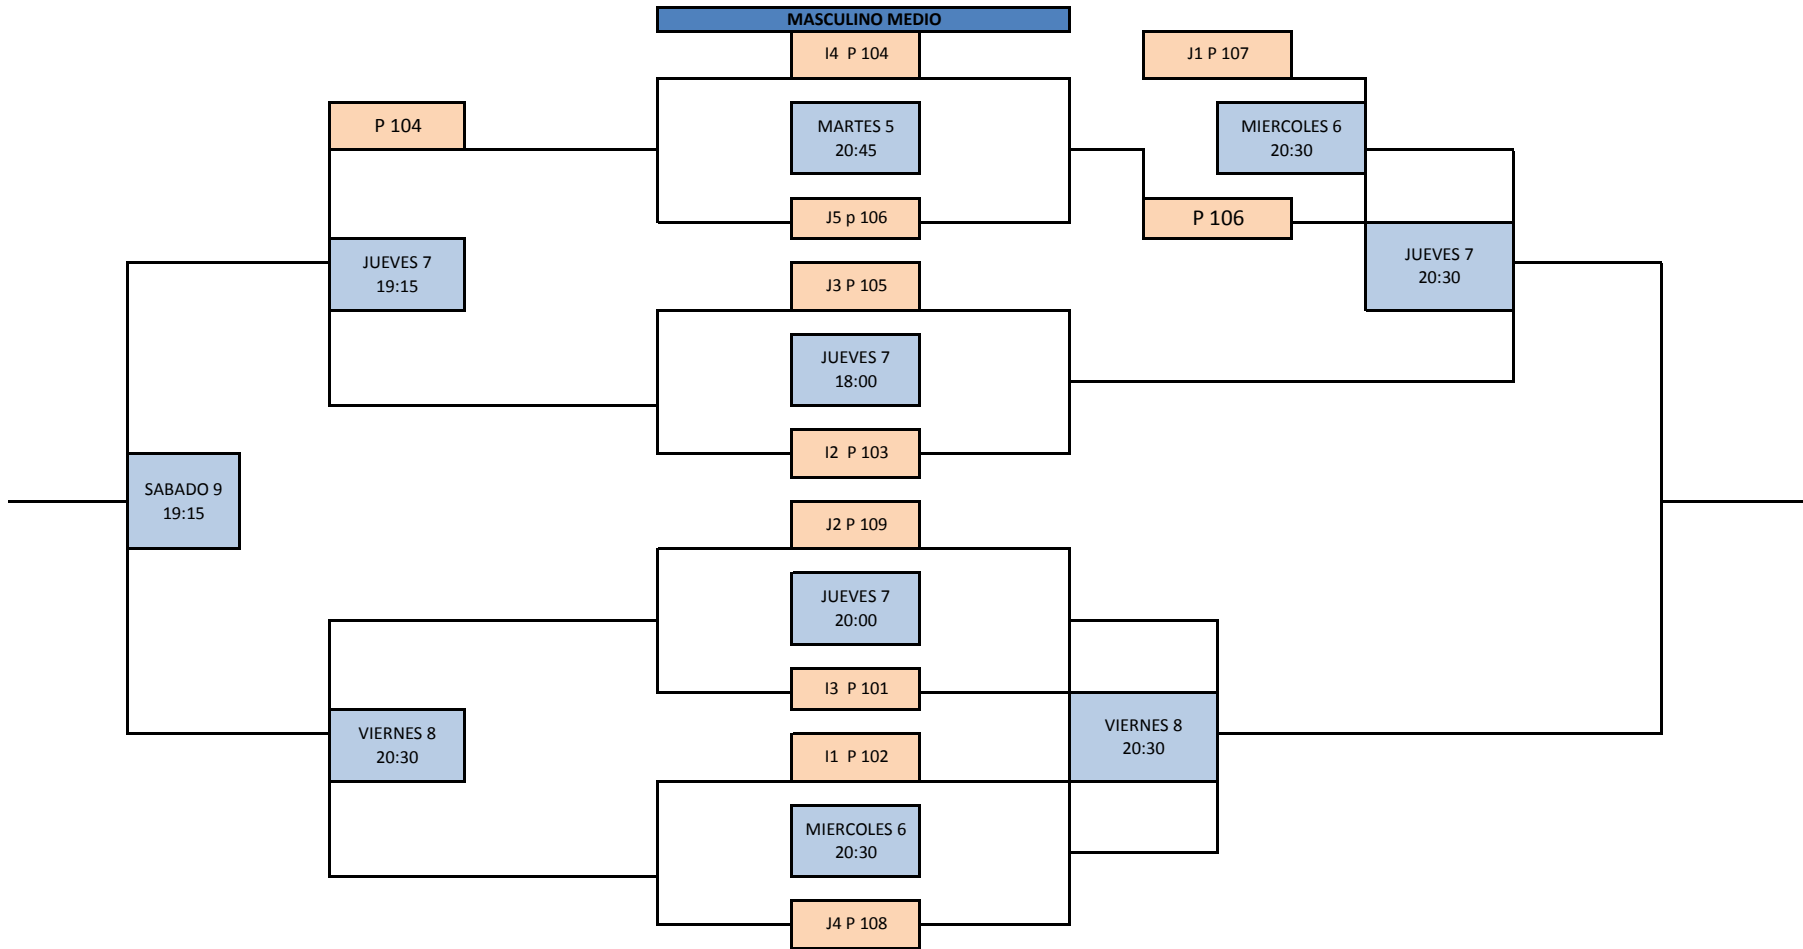 MASCULINO MEDIO
I4 P 104
J1 P 107
P 104
MARTES 5
20:45
MIERCOLES 6
20:30
J5 p 106
P 106
JUEVES 7
19:15
JUEVES 7
20:30
J3 P 105
JUEVES 7
18:00
I2 P 103
SABADO 9
19:15
J2 P 109
JUEVES 7
20:00
I3 P 101
VIERNES 8
20:30
VIERNES 8
20:30
I1 P 102
MIERCOLES 6
20:30
J4 P 108